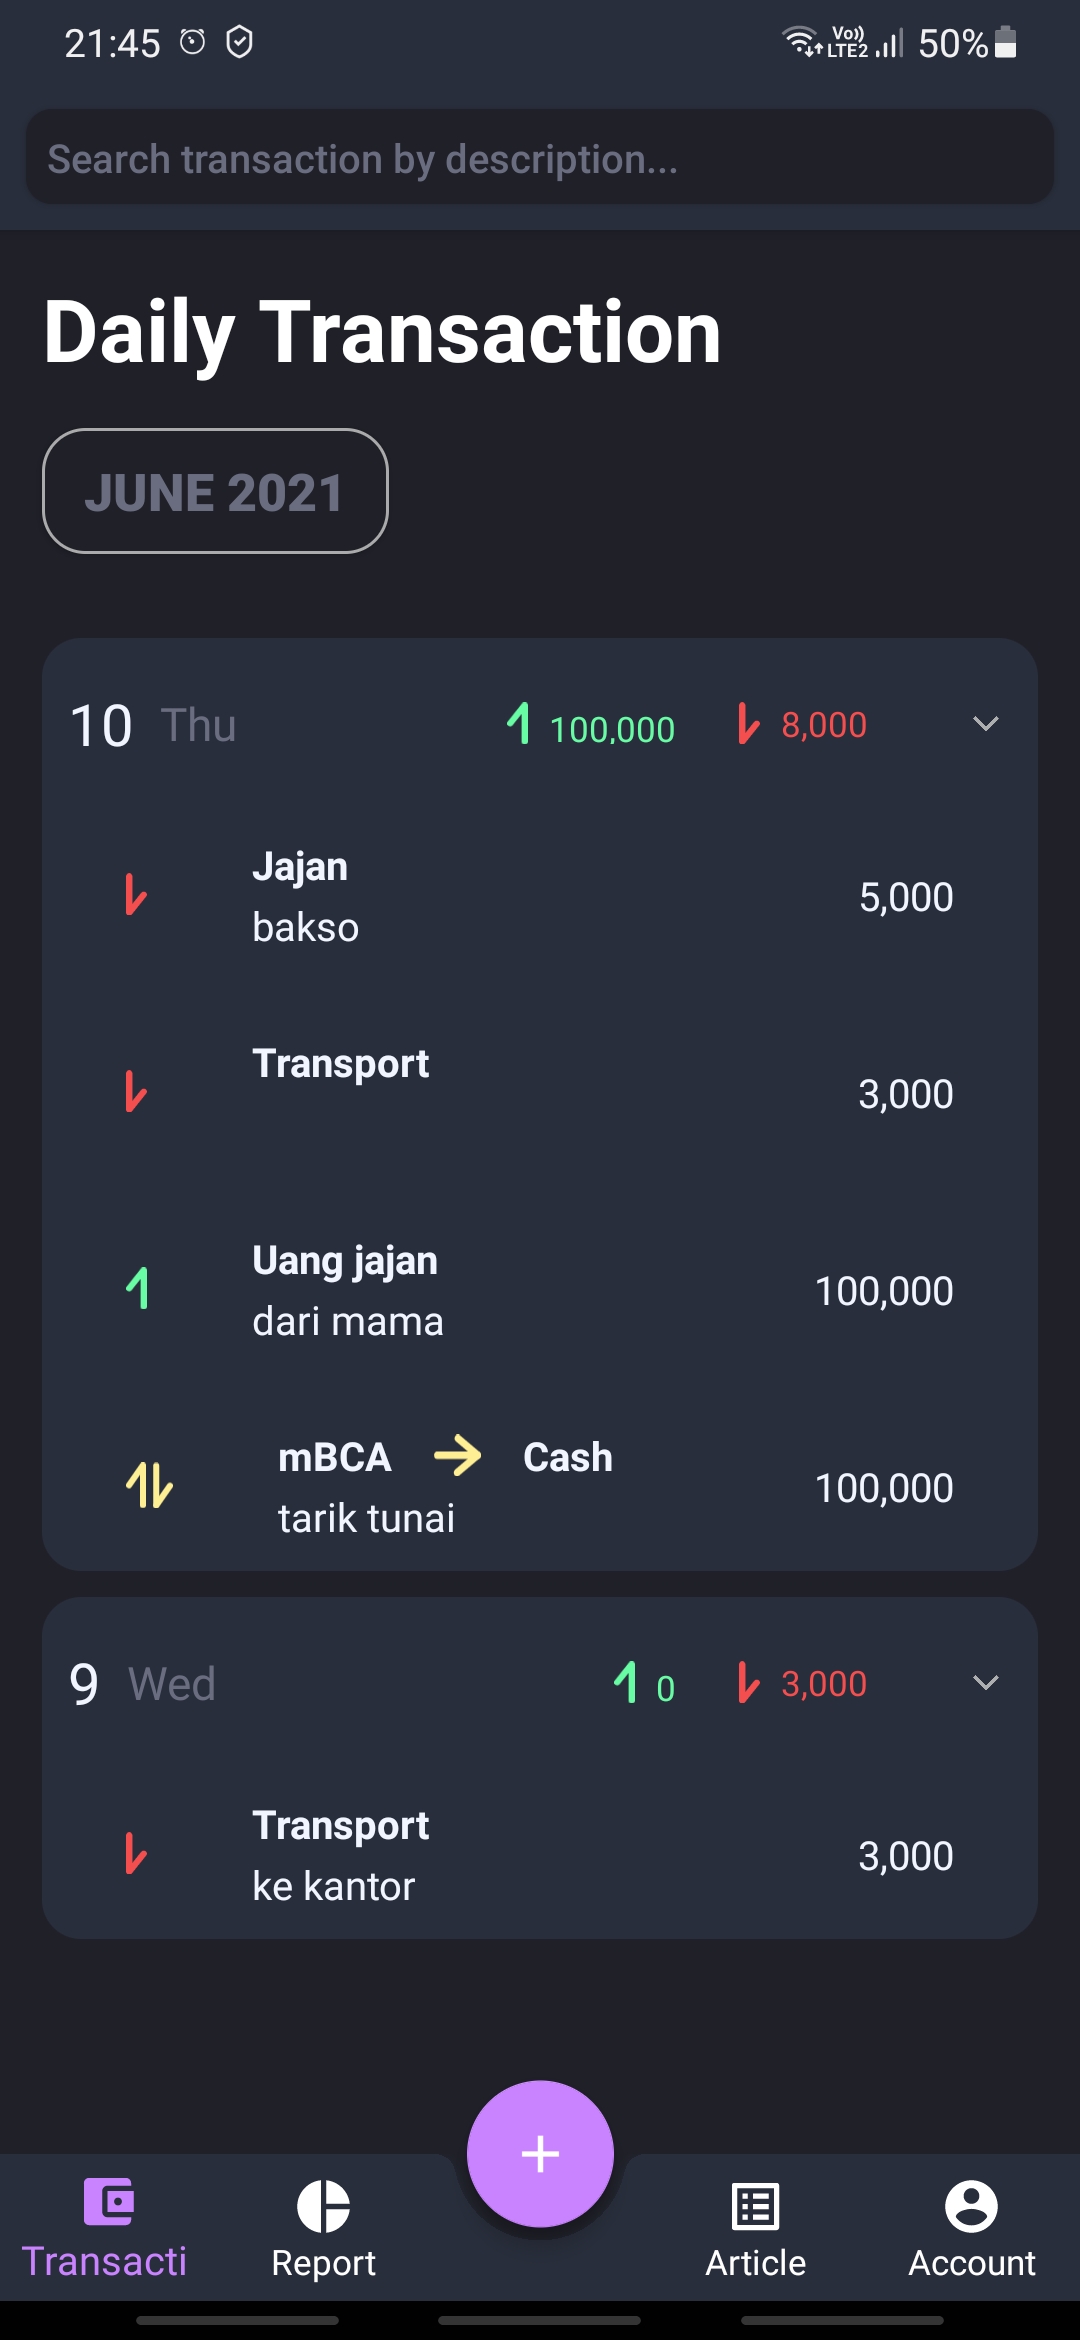 21:45 Vo)) LTE2 50%
Search transaction by description...
Daily Transaction
JUNE 2021
10 Thu 100,000 8,000
Jajan
bakso
5,000
Transport
3,000
Uang jajan
dari mama
100,000
mBCA Cash
tarik tunai
100,000
9 Wed 0 3,000
Transport
ke kantor
3,000
+
Transacti Report Article Account